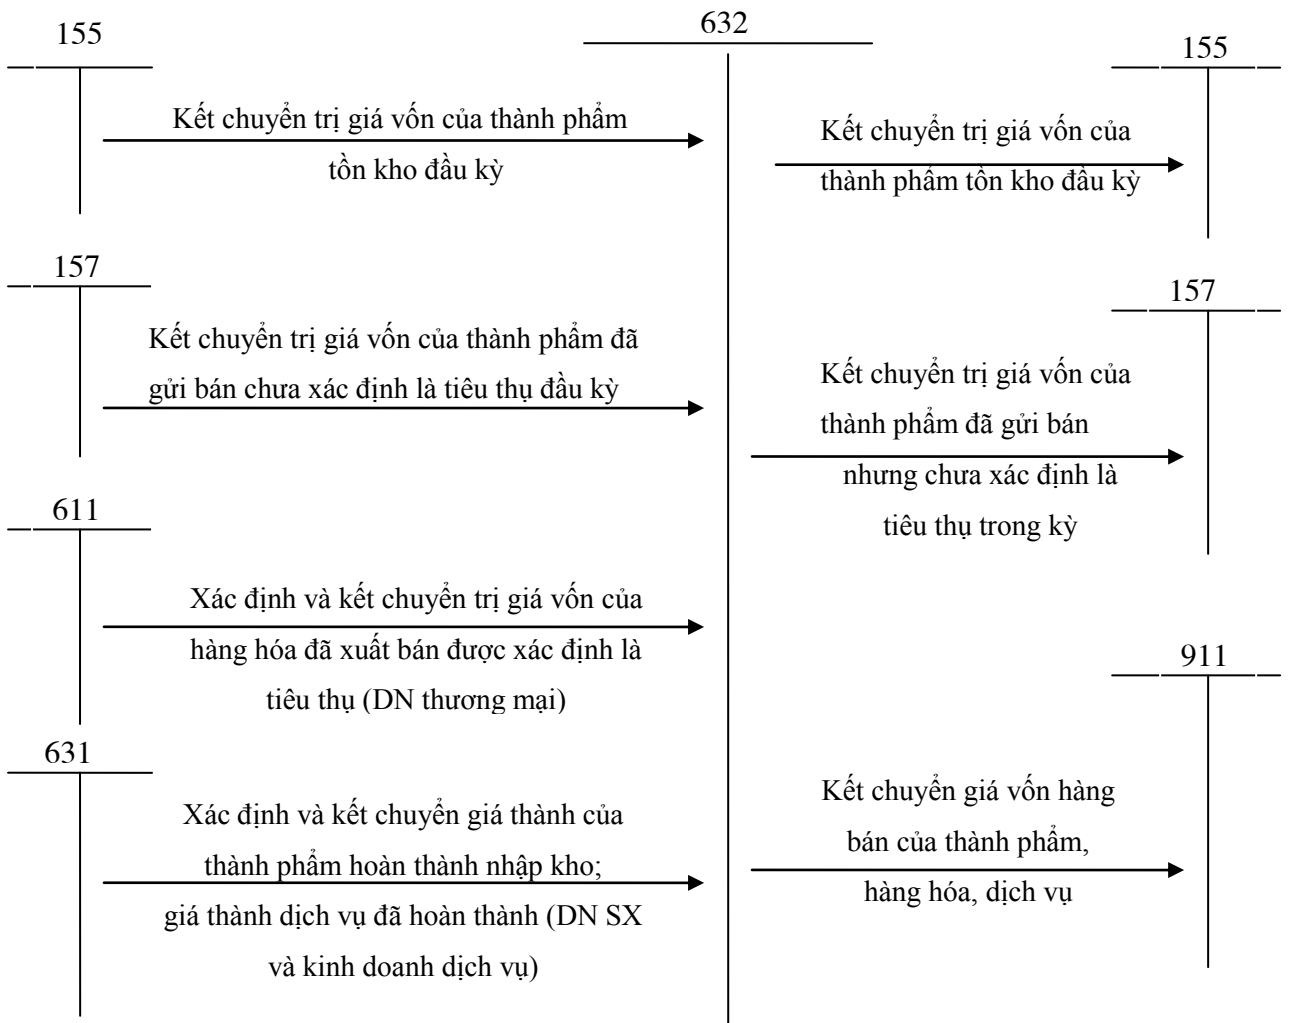 632
155
155
Kết chuyển trị giá vốn của thành phẩm
tồn kho đầu kỳ
Kết chuyển trị giá vốn của
thành phẩm tồn kho đầu kỳ
157
157
Kết chuyển trị giá vốn của thành phẩm đã
gửi bán chưa xác định là tiêu thụ đầu kỳ
Kết chuyển trị giá vốn của
thành phẩm đã gửi bán
nhưng chưa xác định là
tiêu thụ trong kỳ
611
Xác định và kết chuyển trị giá vốn của
hàng hóa đã xuất bán được xác định là
tiêu thụ (DN thương mại)
911
631
Xác định và kết chuyển giá thành của
thành phẩm hoàn thành nhập kho;
giá thành dịch vụ đã hoàn thành (DN SX
và kinh doanh dịch vụ)
Kết chuyển giá vốn hàng
bán của thành phẩm,
hàng hóa, dịch vụ